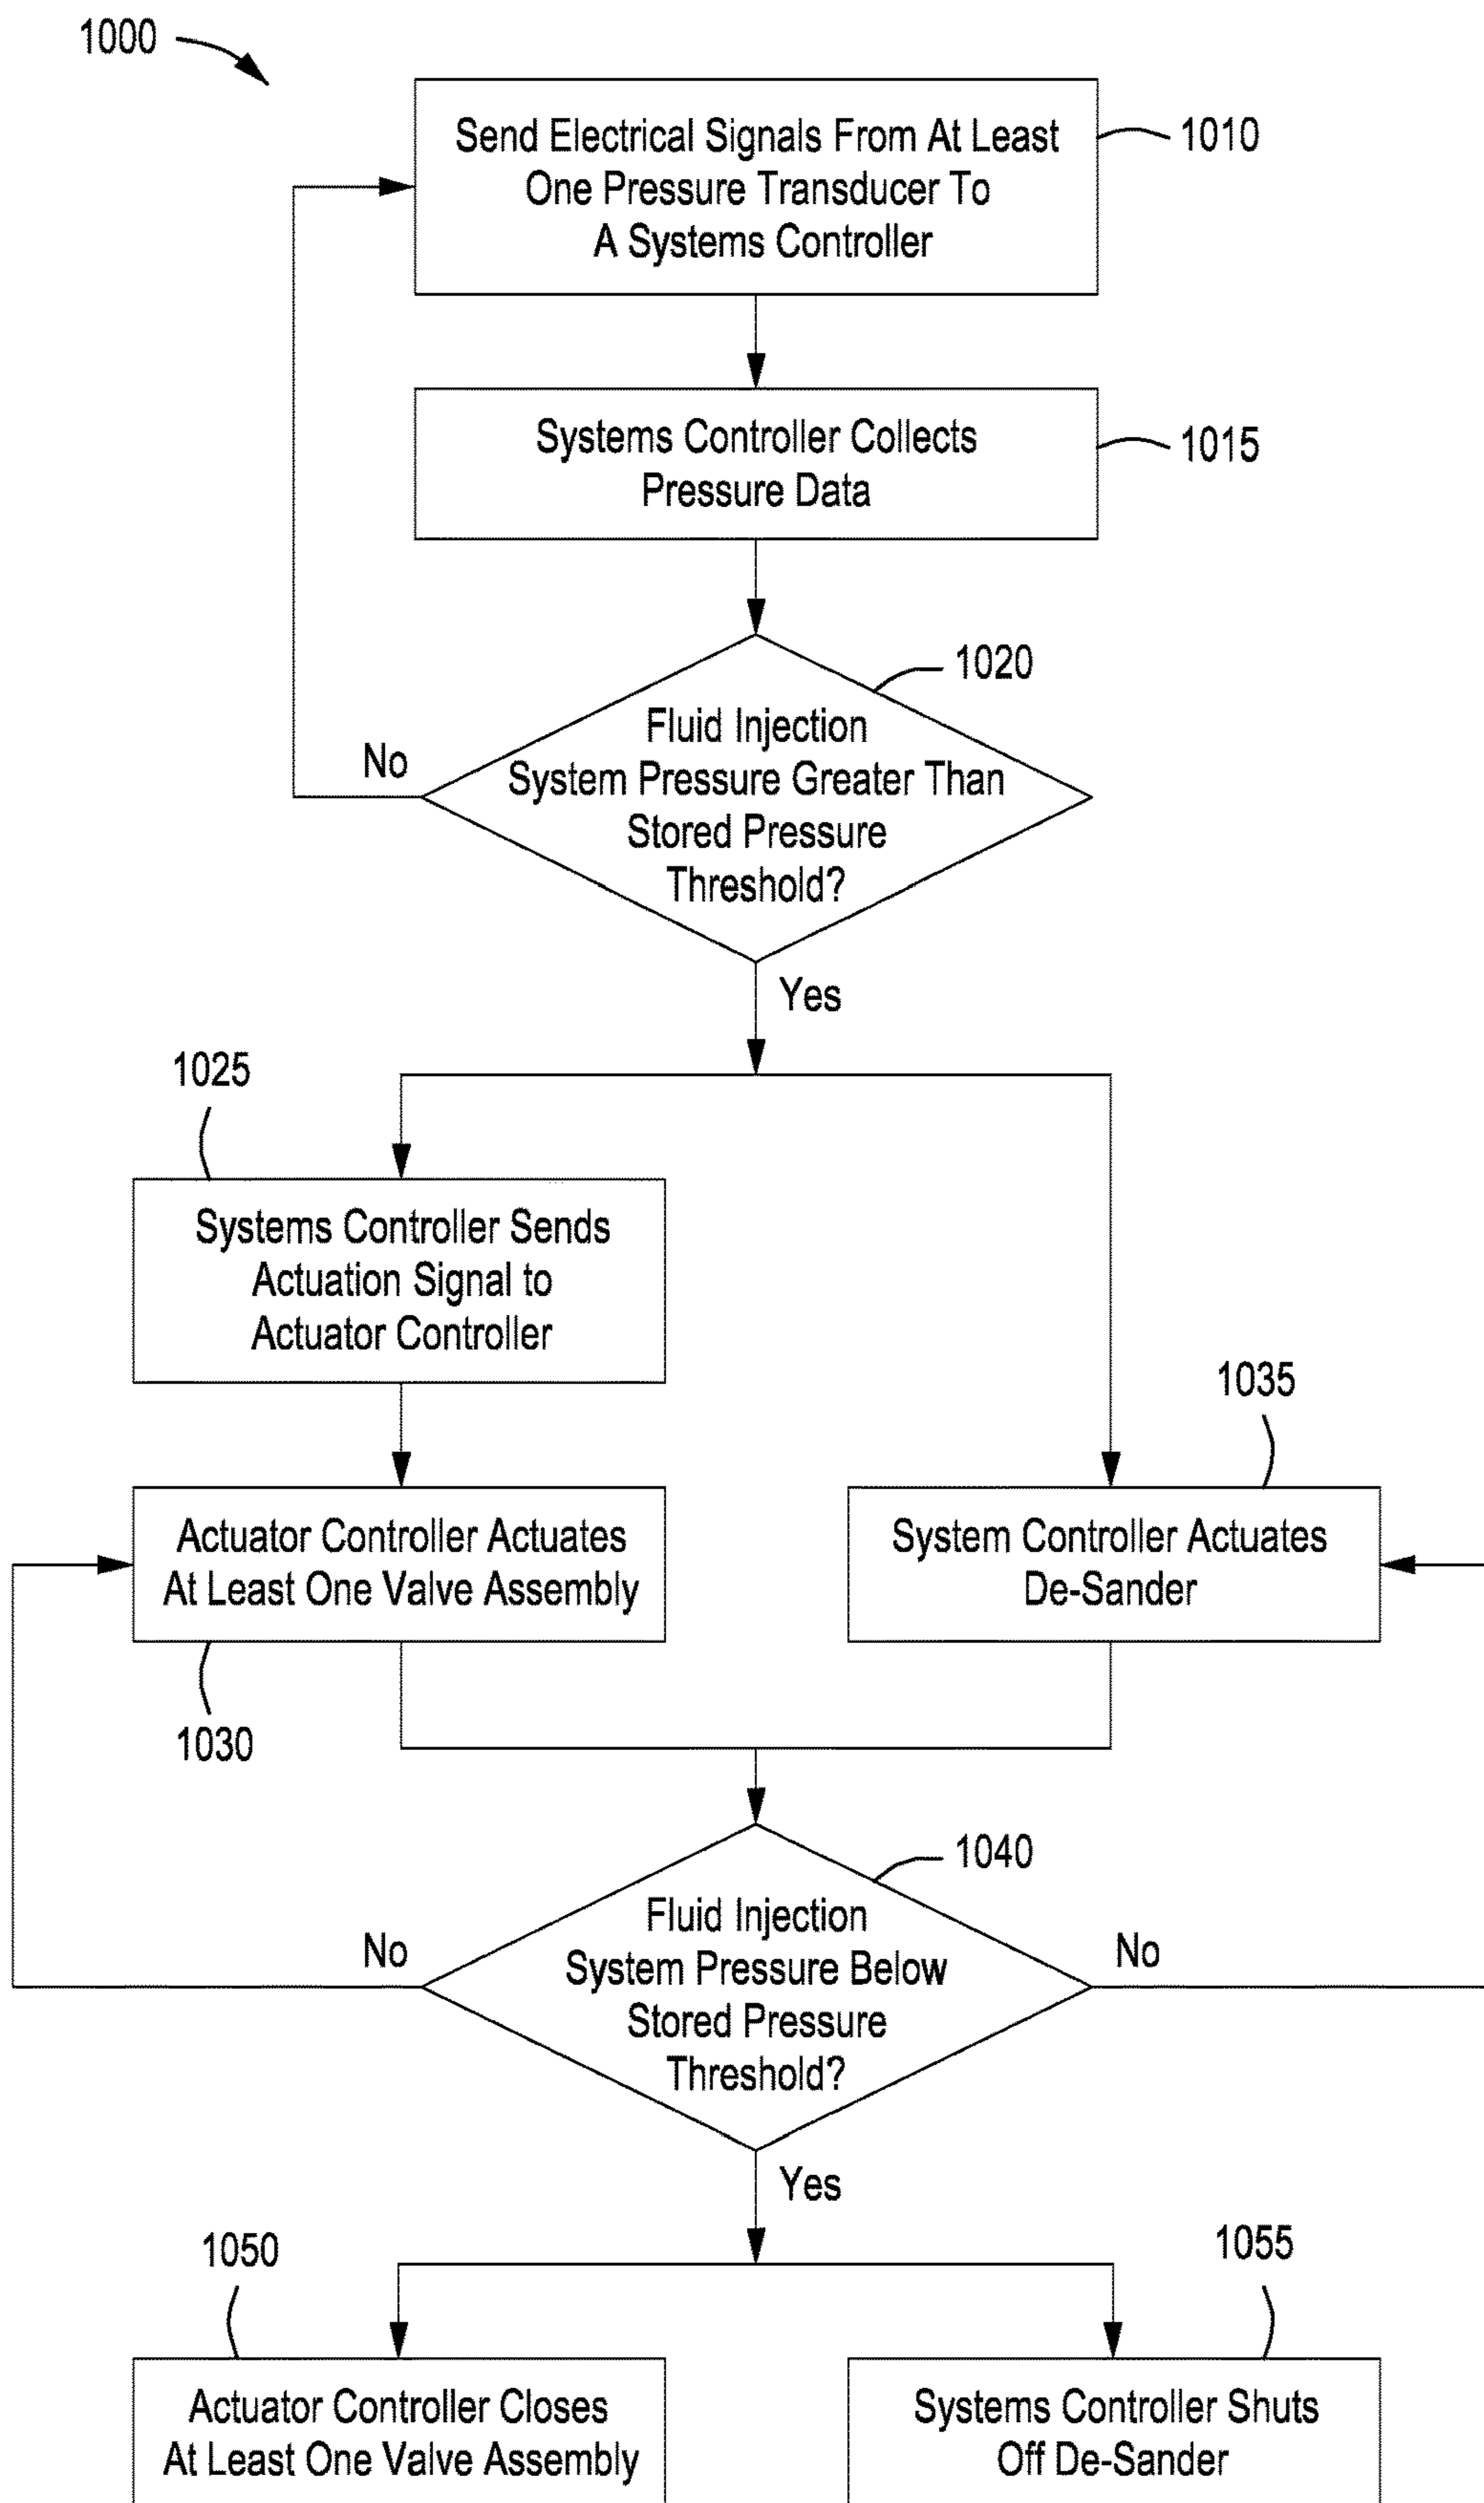 1000
Send Electrical Signals From At Least
One Pressure Transducer To
A Systems Controller
1010
Systems Controller Collects
Pressure Data
1015
1020
Fluid Injection
System Pressure Greater Than
Stored Pressure
Threshold?
No
Yes
1025
Systems Controller Sends
Actuation Signal to
Actuator Controller
1035
Actuator Controller Actuates
At Least One Valve Assembly
System Controller Actuates
De-Sander
1030
1040
Fluid Injection
System Pressure Below
Stored Pressure
Threshold?
No
No
Yes
1050
1055
Actuator Controller Closes
At Least One Valve Assembly
Systems Controller Shuts
Off De-Sander